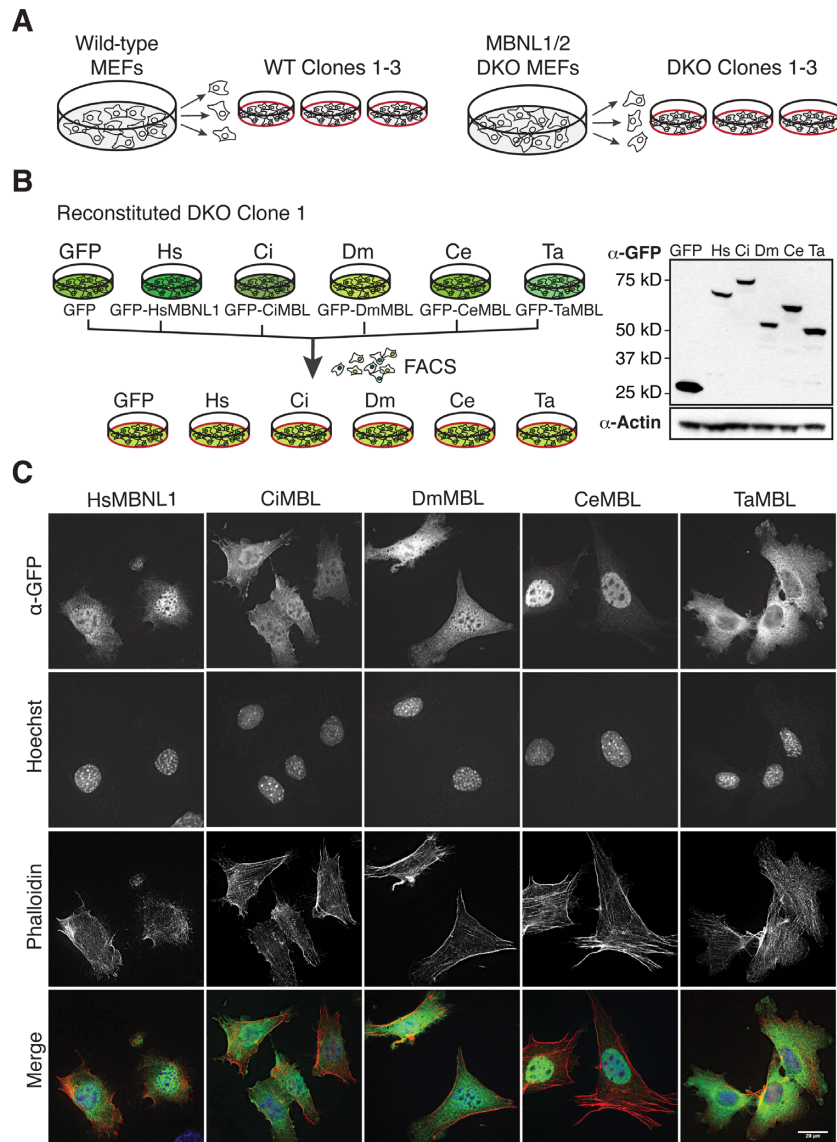 A
Wild-type
MEFs
WT Clones 1-3
MBNL1/2
DKO MEFs
DKO Clones 1-3
B
Reconstituted DKO Clone 1
GFP Hs Ci Dm Ce Ta
GFP GFP-HsMBNL1 GFP-CiMBL GFP-DmMBL GFP-CeMBL GFP-TaMBL
FACS
GFP Hs Ci Dm Ce Ta
α-GFP GFP Hs Ci Dm Ce Ta
75 kD
50 kD
37 kD
25 kD
α-Actin
C
HsMBNL1 CiMBL DmMBL CeMBL TaMBL
α-GFP
Hoechst
Phalloidin
Merge
20 μm